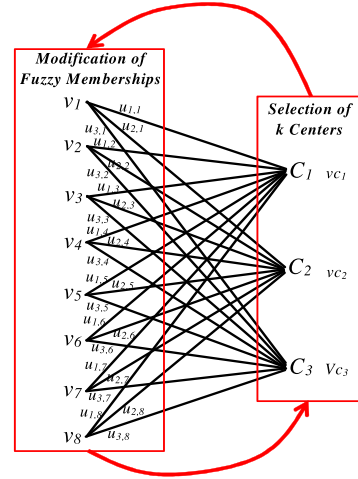 Modification of
Fuzzy Memberships
Selection of
k Centers
v1
u1,1
u2,1
u3,1
v2
u1,2
u2,2
u3,2
v3
u1,3
u2,3
u3,3
v4
u1,4
u2,4
u3,4
v5
u1,5
u2,5
u3,5
v6
u1,6
u2,6
u3,6
v7
u1,7
u2,7
u3,7
v8
u1,8
u2,8
u3,8
C1 vc1
C2 vc2
C3 Vc3